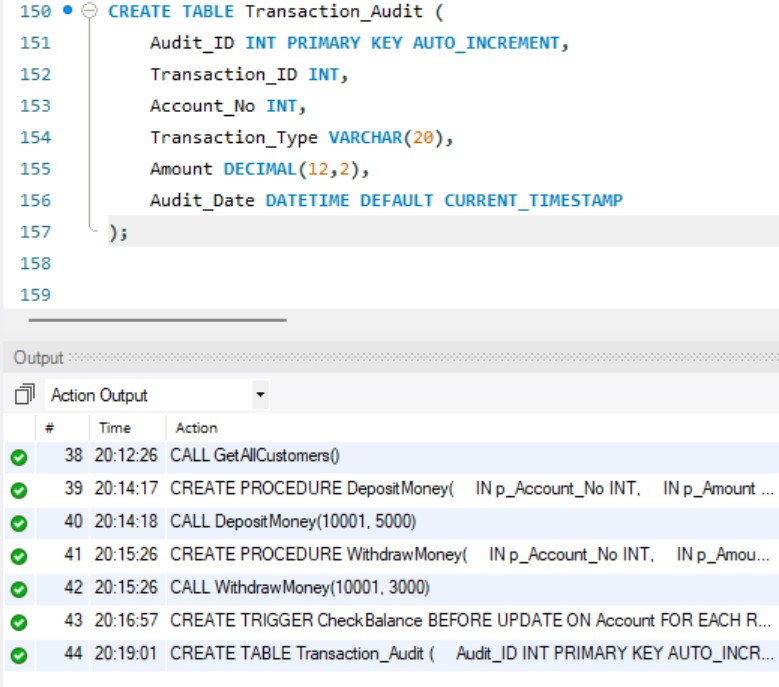 150 CREATE TABLE Transaction_Audit (
151 Audit_ID INT PRIMARY KEY AUTO_INCREMENT,
152 Transaction_ID INT,
153 Account_No INT,
154 Transaction_Type VARCHAR(20),
155 Amount DECIMAL(12,2),
156 Audit_Date DATETIME DEFAULT CURRENT_TIMESTAMP
157 );
158
159
Output
Action Output
# Time Action
38 20:12:26 CALL GetAllCustomers()
39 20:14:17 CREATE PROCEDURE DepositMoney( IN p_Account_No INT, IN p_Amount ...
40 20:14:18 CALL DepositMoney(10001, 5000)
41 20:15:26 CREATE PROCEDURE WithdrawMoney( IN p_Account_No INT, IN p_Amou...
42 20:15:26 CALL WithdrawMoney(10001, 3000)
43 20:16:57 CREATE TRIGGER CheckBalance BEFORE UPDATE ON Account FOR EACH R...
44 20:19:01 CREATE TABLE Transaction_Audit ( Audit_ID INT PRIMARY KEY AUTO_INCR...